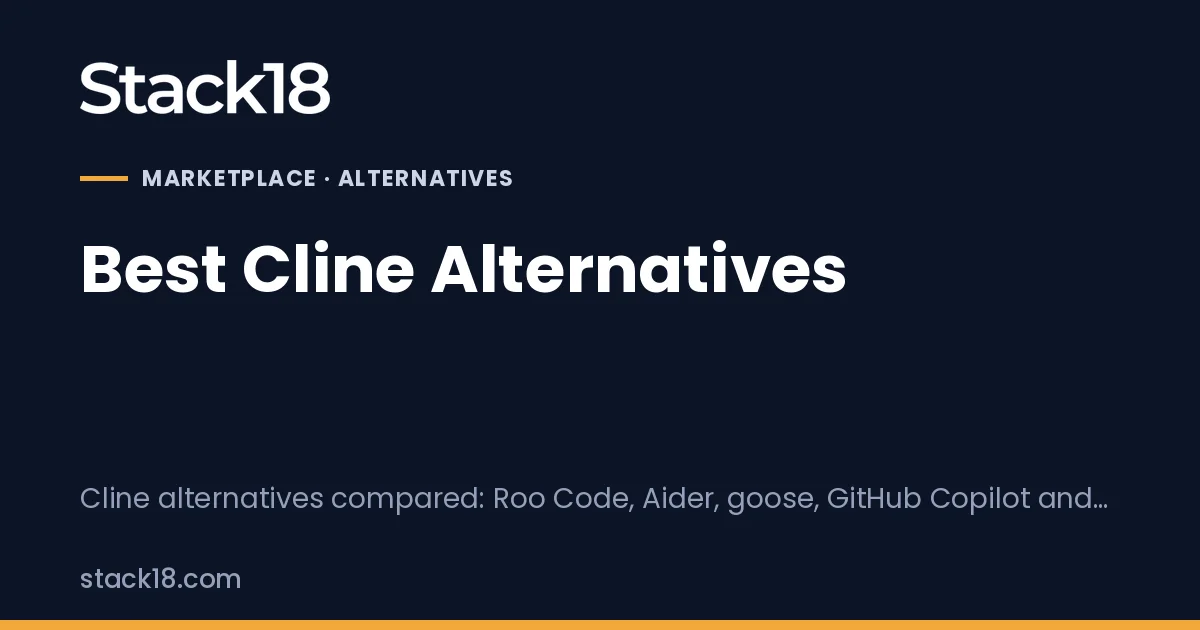 Stack18
MARKETPLACE · ALTERNATIVES
Best Cline Alternatives
Cline alternatives compared: Roo Code, Aider, goose, GitHub Copilot and…
stack18.com